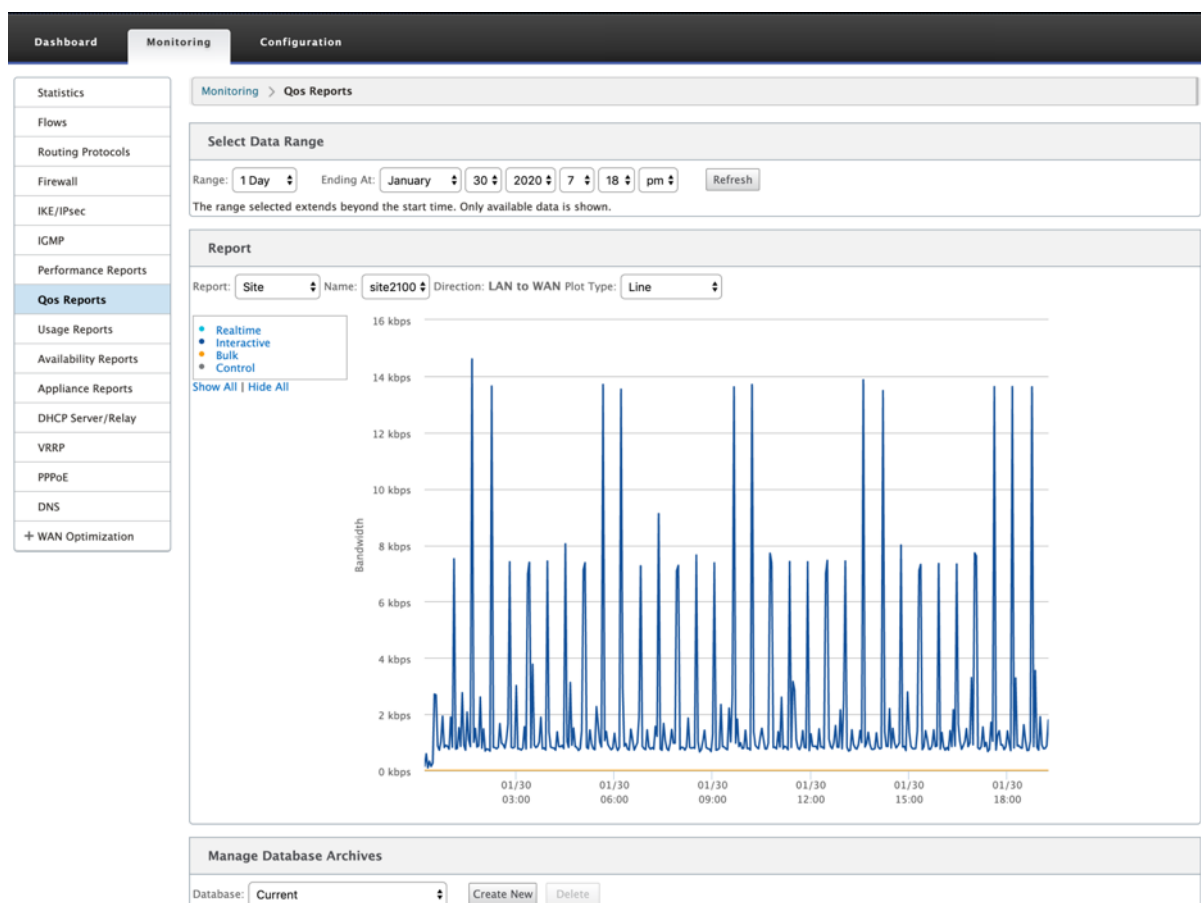 Dashboard Monitoring Configuration
Statistics
Flows
Routing Protocols
Firewall
IKE/IPsec
IGMP
Performance Reports
Qos Reports
Usage Reports
Availability Reports
Appliance Reports
DHCP Server/Relay
VRRP
PPPoE
DNS
+ WAN Optimization
Monitoring > Qos Reports
Select Data Range
Range: 1 Day Ending At: January 30 2020 7 18 pm Refresh
The range selected extends beyond the start time. Only available data is shown.
Report
Report: Site Name: site2100 Direction: LAN to WAN Plot Type: Line
Realtime
Interactive
Bulk
Control
Show All | Hide All
Bandwidth
16 kbps
14 kbps
12 kbps
10 kbps
8 kbps
6 kbps
4 kbps
2 kbps
0 kbps
01/30 01/30 01/30 01/30 01/30 01/30
03:00 06:00 09:00 12:00 15:00 18:00
Manage Database Archives
Database: Current Create New Delete